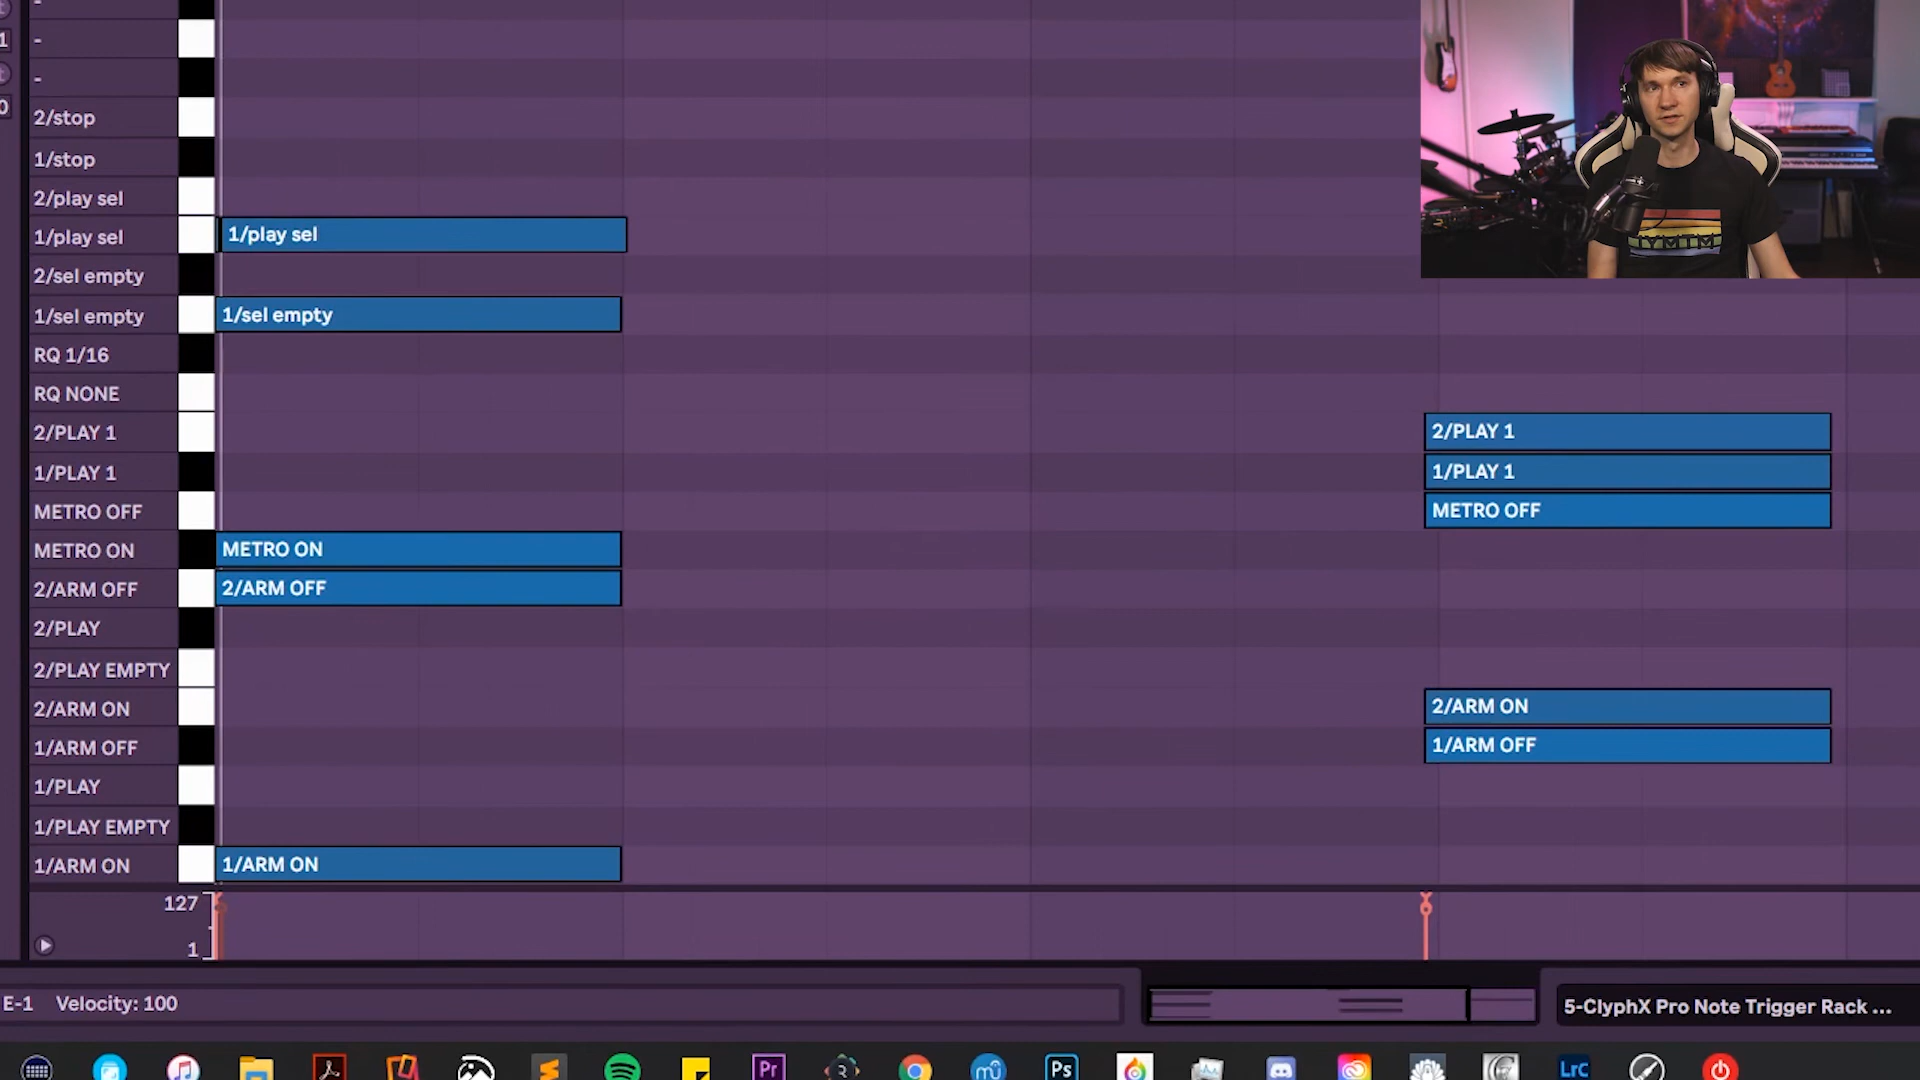 -
1 -
-
0
2/stop
1/stop
2/play sel
1/play sel 1/play sel
2/sel empty
1/sel empty 1/sel empty
RQ 1/16
RQ NONE
2/PLAY 1 2/PLAY 1
1/PLAY 1 1/PLAY 1
METRO OFF METRO OFF
METRO ON METRO ON
2/ARM OFF 2/ARM OFF
2/PLAY
2/PLAY EMPTY
2/ARM ON 2/ARM ON
1/ARM OFF 1/ARM OFF
1/PLAY
1/PLAY EMPTY
1/ARM ON 1/ARM ON
127
1
E-1 Velocity: 100
5-ClyphX Pro Note Trigger Rack ...
IYMTM
Pr Ps LrC